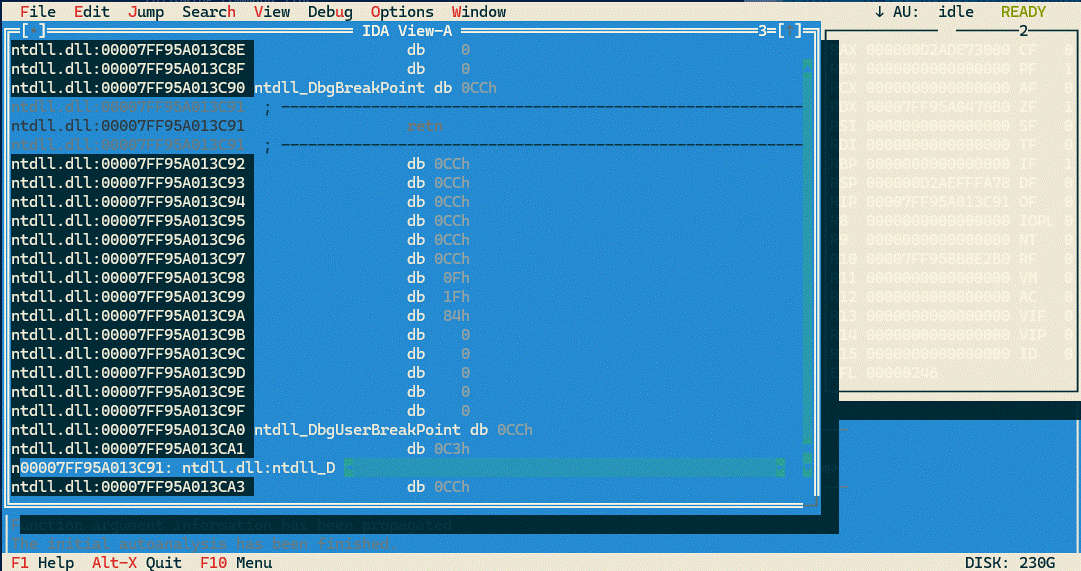 File Edit Jump Search View Debug Options Window ↓ AU: idle READY
[•] IDA View-A 3=[↑] 2
ntdll.dll:00007FF95A013C8E db 0
ntdll.dll:00007FF95A013C8F db 0
ntdll.dll:00007FF95A013C90 ntdll_DbgBreakPoint db 0CCh
ntdll.dll:00007FF95A013C91 ; ----------------------------------------------------------
ntdll.dll:00007FF95A013C91 retn
ntdll.dll:00007FF95A013C91 ; ----------------------------------------------------------
ntdll.dll:00007FF95A013C92 db 0CCh
ntdll.dll:00007FF95A013C93 db 0CCh
ntdll.dll:00007FF95A013C94 db 0CCh
ntdll.dll:00007FF95A013C95 db 0CCh
ntdll.dll:00007FF95A013C96 db 0CCh
ntdll.dll:00007FF95A013C97 db 0CCh
ntdll.dll:00007FF95A013C98 db 0Fh
ntdll.dll:00007FF95A013C99 db 1Fh
ntdll.dll:00007FF95A013C9A db 84h
ntdll.dll:00007FF95A013C9B db 0
ntdll.dll:00007FF95A013C9C db 0
ntdll.dll:00007FF95A013C9D db 0
ntdll.dll:00007FF95A013C9E db 0
ntdll.dll:00007FF95A013C9F db 0
ntdll.dll:00007FF95A013CA0 ntdll_DbgUserBreakPoint db 0CCh
ntdll.dll:00007FF95A013CA1 db 0C3h
n00007FF95A013C91: ntdll.dll:ntdll_D
ntdll.dll:00007FF95A013CA3 db 0CCh
AX 000000D2ADE73000 CF 0
BX 0000000000000000 PF 1
CX 0000000000000000 AF 0
DX 00007FF95A0470B0 ZF 1
SI 0000000000000000 SF 0
DI 0000000000000000 TF 0
BP 0000000000000000 IF 1
SP 000000D2AEFFFA78 DF 0
IP 00007FF95A013C91 OF 0
0000000000000000 IOPL 0
R9 0000000000000000 NT 0
R10 00007FF958B8E2B0 RF 0
R11 0000000000000000 VM 0
R12 0000000000000000 AC 0
R13 0000000000000000 VIF 0
R14 0000000000000000 VIP 0
R15 0000000000000000 ID 0
EFL 00000246
function argument information has been propagated
The initial autoanalysis has been finished.
F1 Help Alt-X Quit F10 Menu DISK: 230G